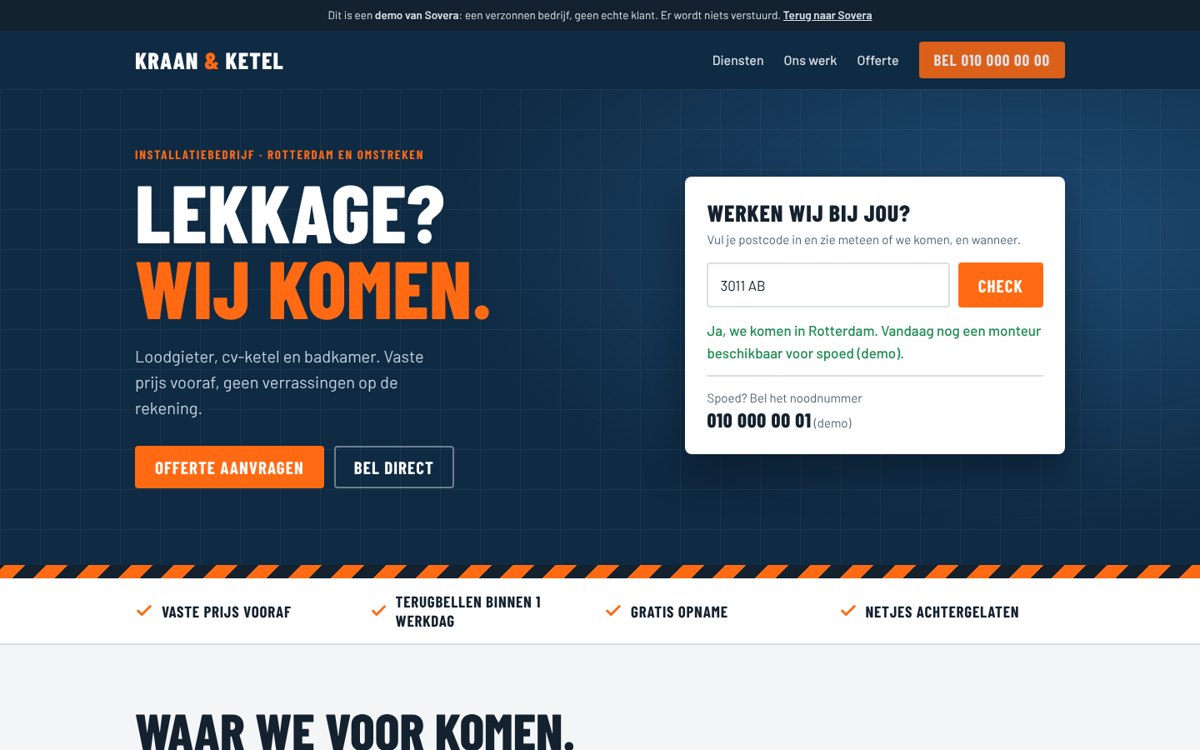 Dit is een demo van Sovera: een verzonnen bedrijf, geen echte klant. Er wordt niets verstuurd. Terug naar Sovera
KRAAN & KETEL
Diensten
Ons werk
Offerte
BEL 010 000 00 00
INSTALLATIEBEDRIJF · ROTTERDAM EN OMSTREKEN
LEKKAGE?
WIJ KOMEN.
Loodgieter, cv-ketel en badkamer. Vaste
prijs vooraf, geen verrassingen op de
rekening.
OFFERTE AANVRAGEN
BEL DIRECT
WERKEN WIJ BIJ JOU?
Vul je postcode in en zie meteen of we komen, en wanneer.
3011 AB
CHECK
Ja, we komen in Rotterdam. Vandaag nog een monteur
beschikbaar voor spoed (demo).
Spoed? Bel het noodnummer
010 000 00 01 (demo)
VASTE PRIJS VOORAF
TERUGBELLEN BINNEN 1
WERKDAG
GRATIS OPNAME
NETJES ACHTERGELATEN
WAAR WE VOOR KOMEN.